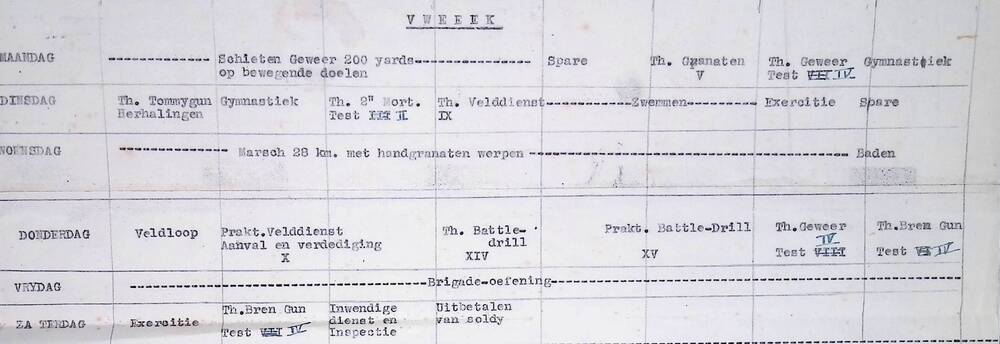 V WEEEK
MAANDAG ---------------- Schieten Geweer 200 yards---------------- Spare Th. Granaten Th. Geweer Gymnastiek
op bewegende doelen V Test VII IV
DINSDAG Th. Tommygun Gymnastiek Th. 2" Mort. Th. Velddienst------------Zwemmen---------- Exercitie Spare
Herhalingen Test III II IX
WOENSDAG -------------- Marsch 28 km. met handgranaten werpen ---------------------------------------- Baden
DONDERDAG Veldloop Prakt.Velddienst Th. Battle- Prakt. Battle-Drill Th.Geweer Th.Bren Gun
Aanval en verdediging drill IV
X XIV XV Test VIII Test VI IV
VRYDAG ------------------------------------Brigade-oefening--------------------------------------------------
ZATERDAG Exercitie Th.Bren Gun Inwendige Uitbetalen
dienst en van soldy
Test VII IV Inspectie